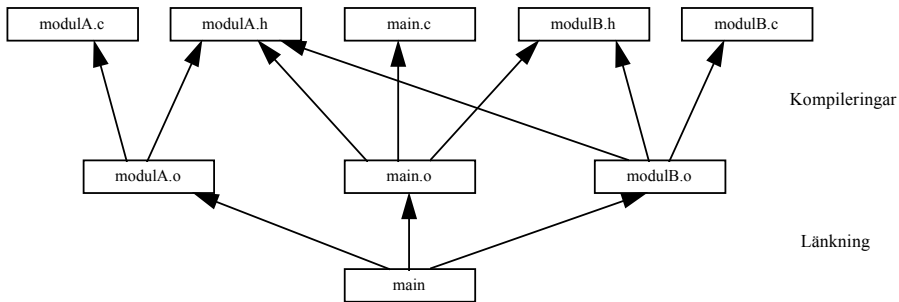 modulA.c
modulA.h
main.c
modulB.h
modulB.c
Kompileringar
modulA.o
main.o
modulB.o
Länkning
main